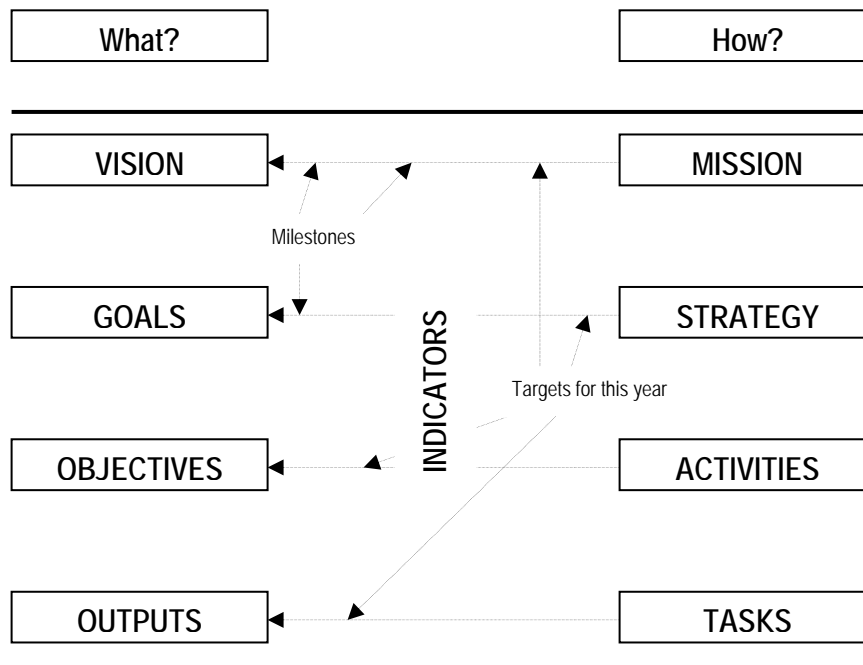 What?
How?
VISION
MISSION
Milestones
GOALS
STRATEGY
INDICATORS
Targets for this year
OBJECTIVES
ACTIVITIES
OUTPUTS
TASKS